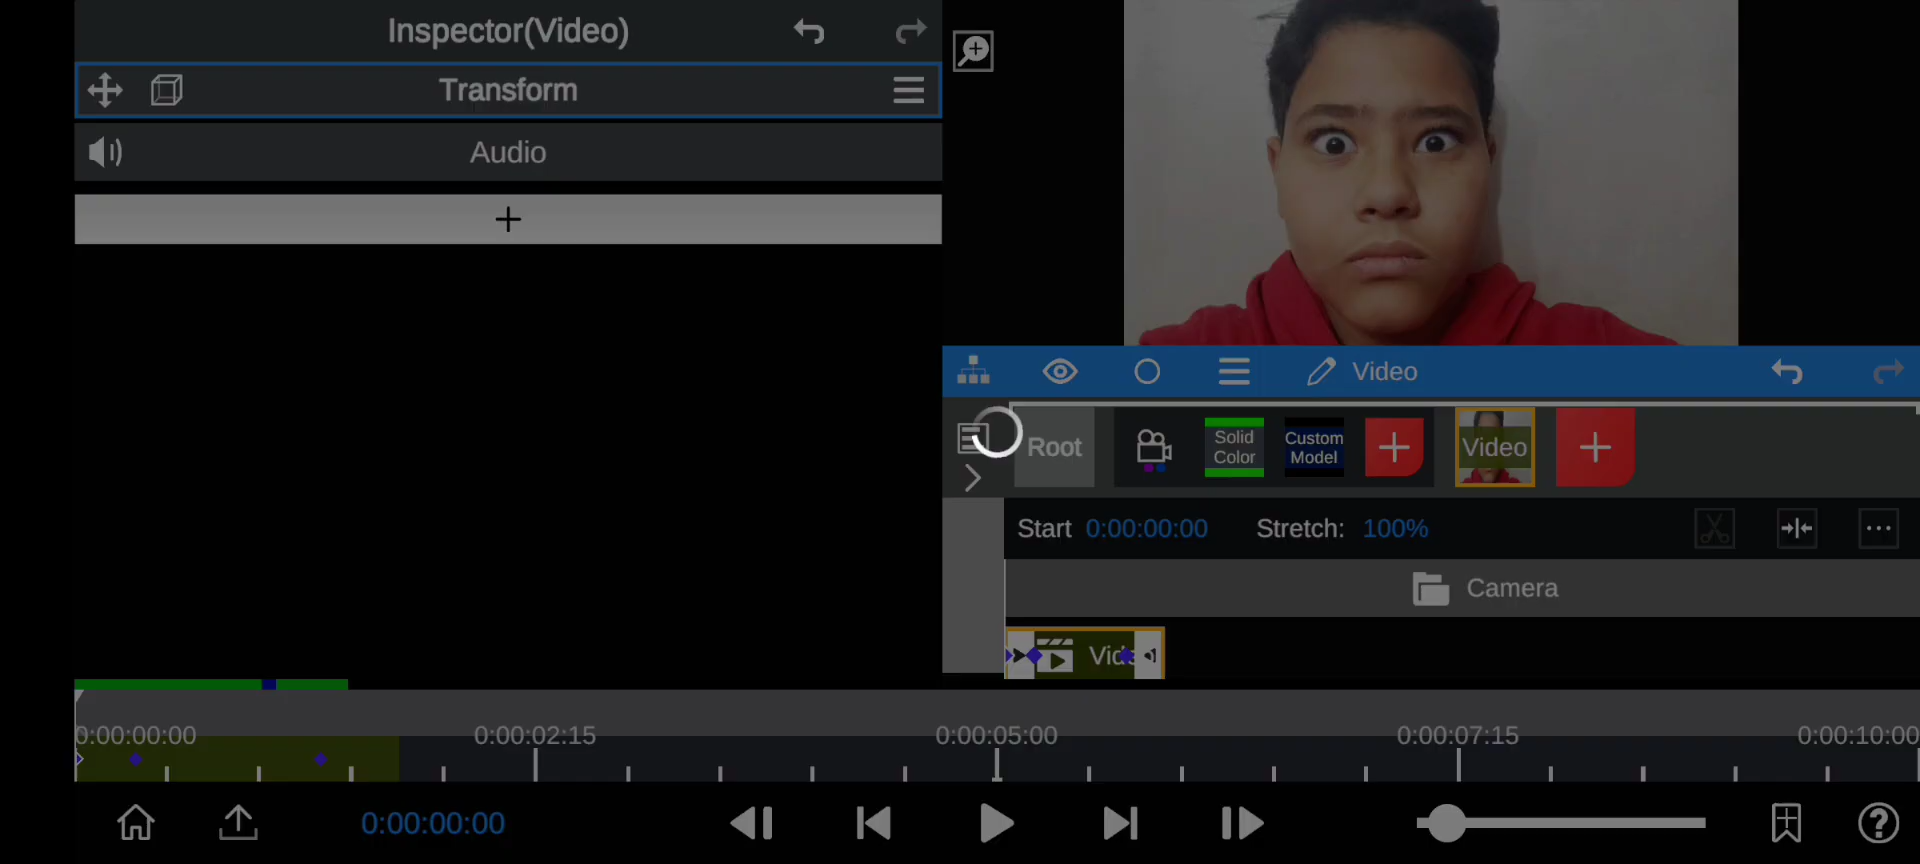 Inspector(Video)
Transform
Audio
+
Video
Root
Solid
Color
Custom
Model
+
Video
+
Start 0:00:00:00 Stretch: 100%
Camera
0:00:00:00 0:00:02:15 0:00:05:00 0:00:07:15 0:00:10:00
0:00:00:00